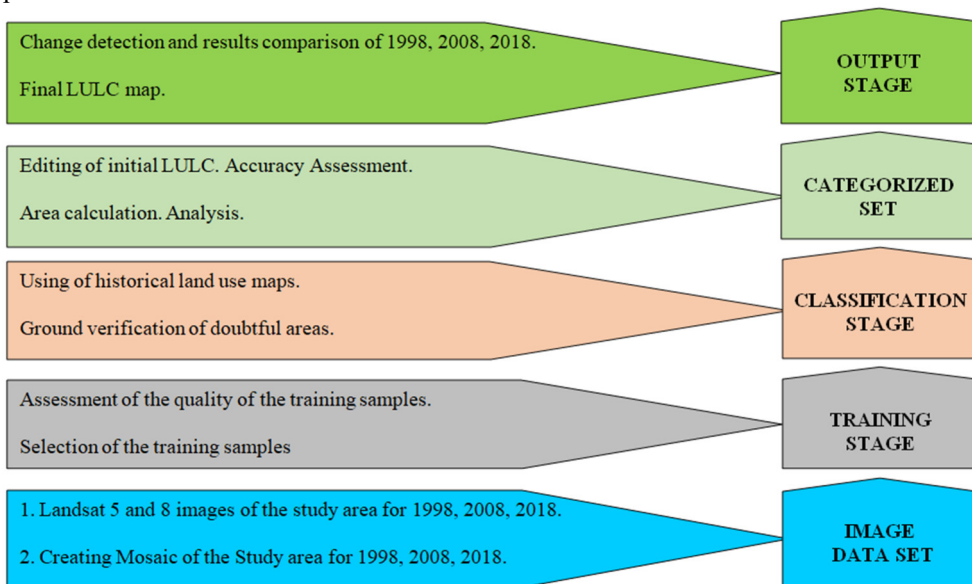 Change detection and results comparison of 1998, 2008, 2018.
Final LULC map.
OUTPUT
STAGE
Editing of initial LULC. Accuracy Assessment.
Area calculation. Analysis.
CATEGORIZED
SET
Using of historical land use maps.
Ground verification of doubtful areas.
CLASSIFICATION
STAGE
Assessment of the quality of the training samples.
Selection of the training samples
TRAINING
STAGE
1. Landsat 5 and 8 images of the study area for 1998, 2008, 2018.
2. Creating Mosaic of the Study area for 1998, 2008, 2018.
IMAGE
DATA SET